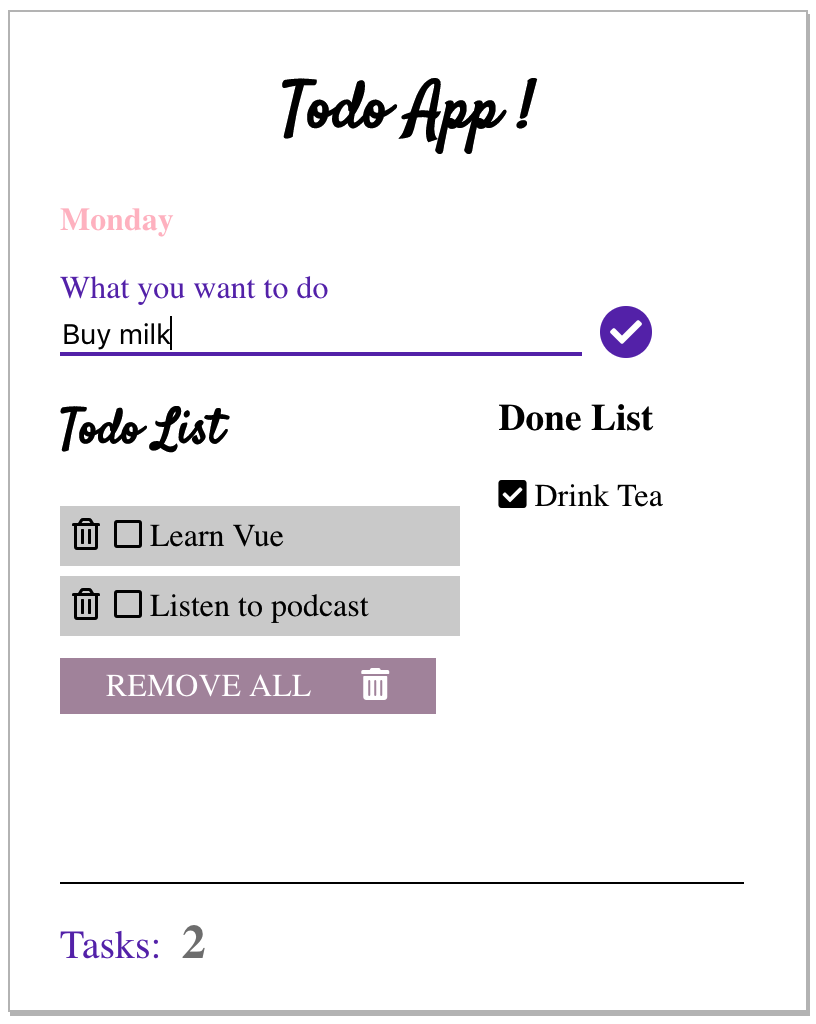 Todo App !
Monday
What you want to do
Buy milk
Todo List
Learn Vue
Listen to podcast
REMOVE ALL
Done List
Drink Tea
Tasks: 2